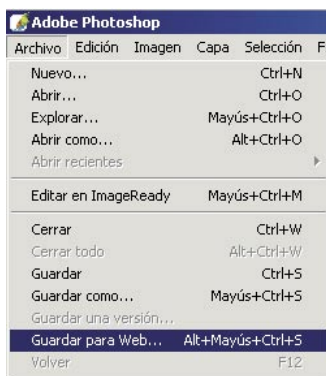 Adobe Photoshop
Archivo Edición Imagen Capa Selección F
Nuevo... Ctrl+N
Abrir... Ctrl+O
Explorar... Mayús+Ctrl+O
Abrir como... Alt+Ctrl+O
Abrir recientes
Editar en ImageReady Mayús+Ctrl+M
Cerrar Ctrl+W
Cerrar todo Alt+Ctrl+W
Guardar Ctrl+S
Guardar como... Mayús+Ctrl+S
Guardar una versión...
Guardar para Web... Alt+Mayús+Ctrl+S
Volver F12